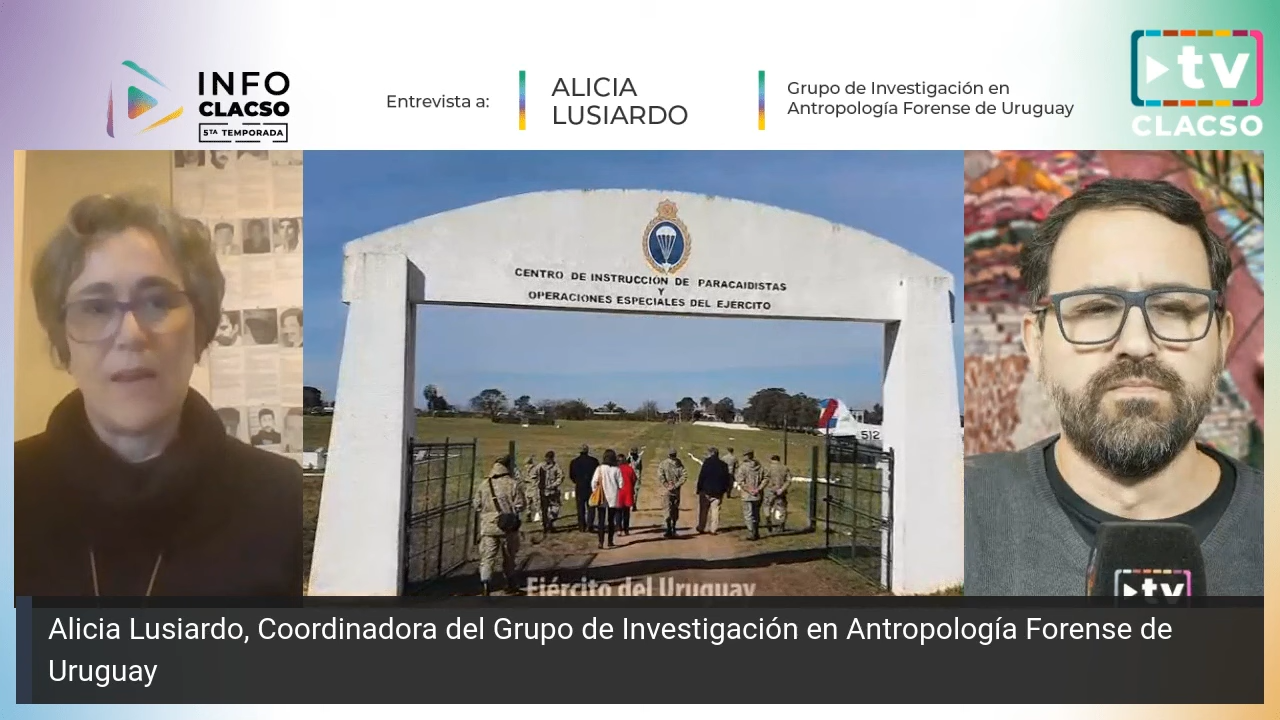 INFO
CLACSO
5TA TEMPORADA
Entrevista a:
ALICIA
LUSIARDO
Grupo de Investigación en
Antropología Forense de Uruguay
tv
CLACSO
CENTRO DE INSTRUCCIÓN DE PARACAIDISTAS
Y
OPERACIONES ESPECIALES DEL EJERCITO
512
Ejército del Uruguay
tv
Alicia Lusiardo, Coordinadora del Grupo de Investigación en Antropología Forense de
Uruguay